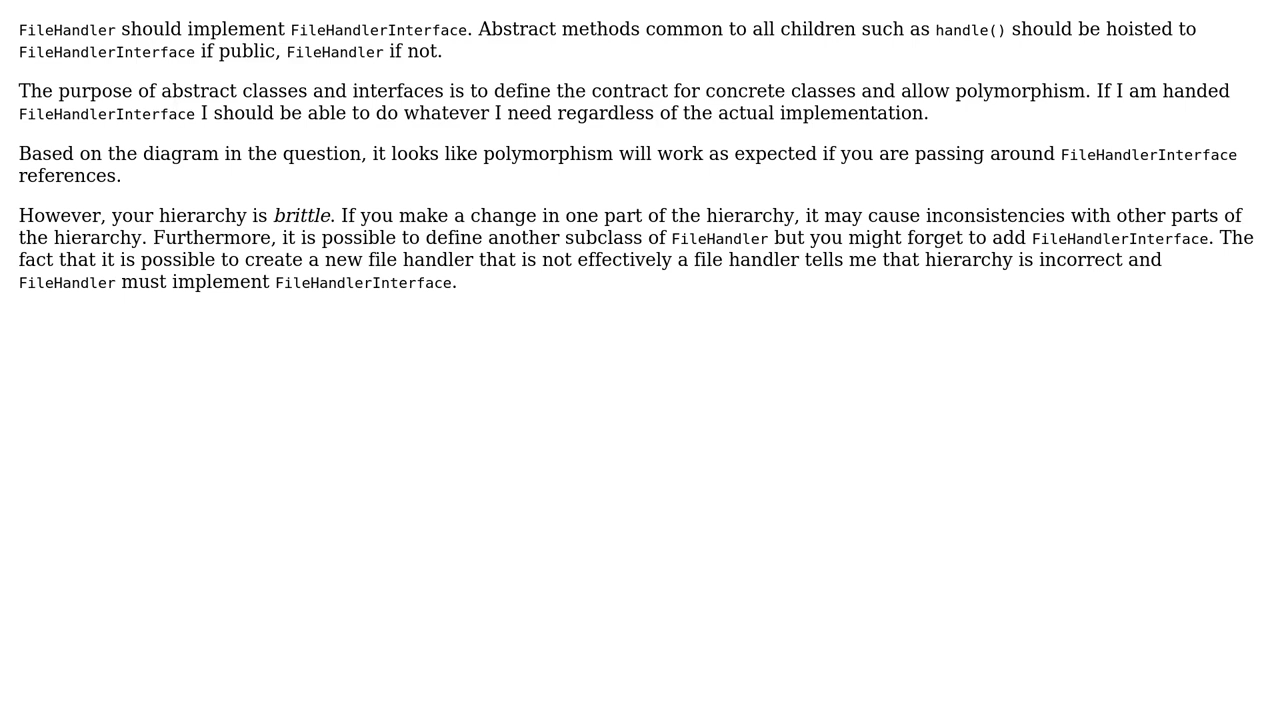 FileHandler should implement FileHandlerInterface. Abstract methods common to all children such as handle() should be hoisted to
FileHandlerInterface if public, FileHandler if not.
The purpose of abstract classes and interfaces is to define the contract for concrete classes and allow polymorphism. If I am handed
FileHandlerInterface I should be able to do whatever I need regardless of the actual implementation.
Based on the diagram in the question, it looks like polymorphism will work as expected if you are passing around FileHandlerInterface
references.
However, your hierarchy is brittle. If you make a change in one part of the hierarchy, it may cause inconsistencies with other parts of
the hierarchy. Furthermore, it is possible to define another subclass of FileHandler but you might forget to add FileHandlerInterface. The
fact that it is possible to create a new file handler that is not effectively a file handler tells me that hierarchy is incorrect and
FileHandler must implement FileHandlerInterface.